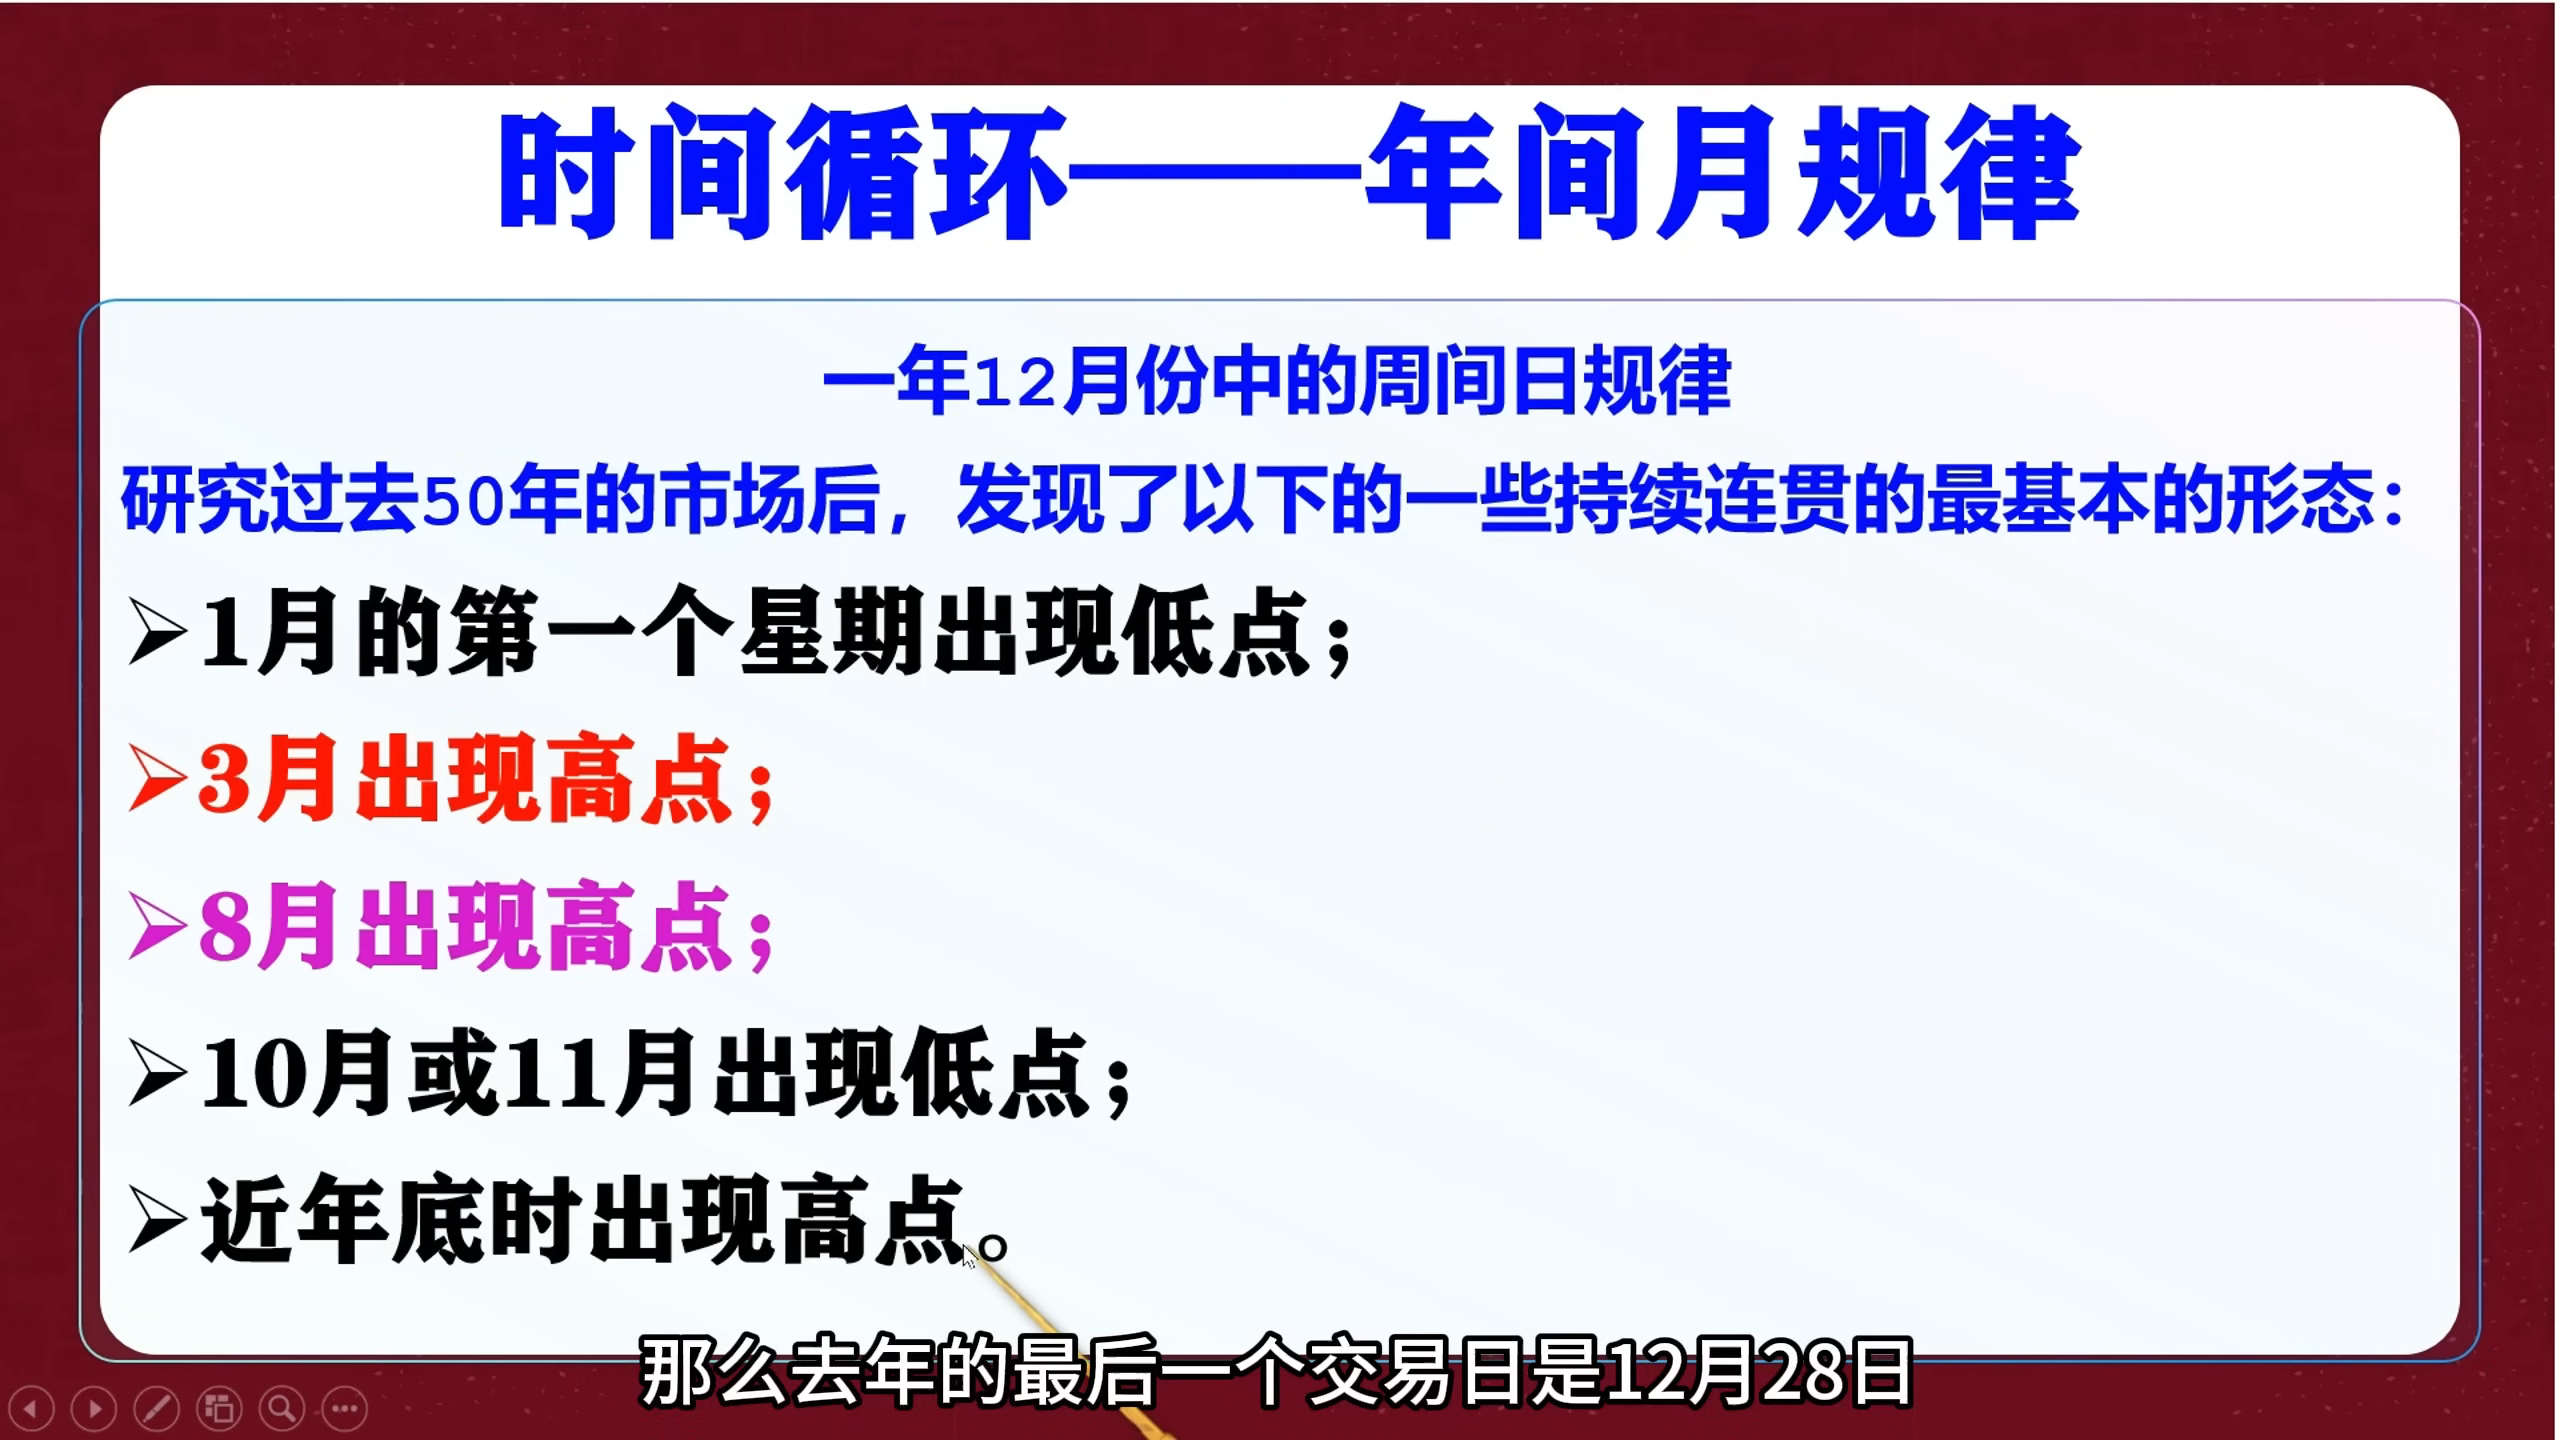 时间循环——年间月规律
一年12月份中的周间日规律
研究过去50年的市场后，发现了以下的一些持续连贯的最基本的形态：
➢1月的第一个星期出现低点；
➢3月出现高点；
➢8月出现高点；
➢10月或11月出现低点；
➢近年底时出现高点。
那么去年的最后一个交易日是12月28日